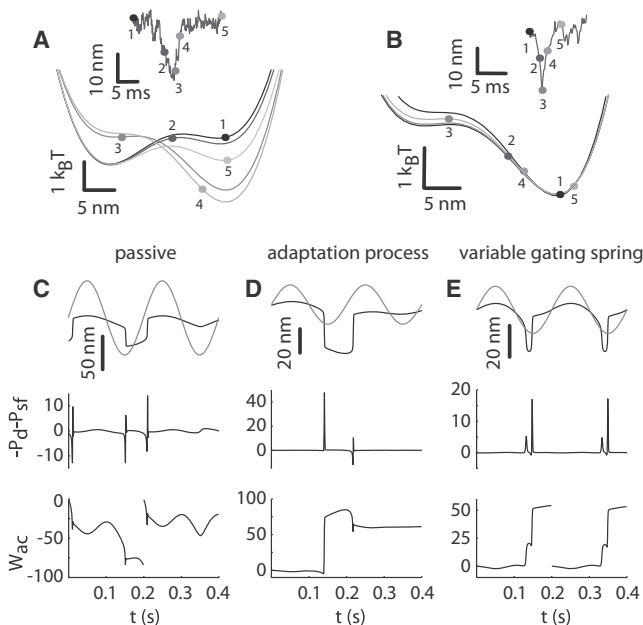 A
1
2
3
4
5
10 nm
5 ms
1
2
3
4
5
1 kBT
5 nm
B
1
2
3
4
5
10 nm
5 ms
1
2
3
4
5
1 kBT
5 nm
passive
adaptation process
variable gating spring
C
D
E
50 nm
20 nm
20 nm
-Pd-Psf
10
0
-10
40
20
0
20
10
0
Wac
0
-50
-100
100
50
0
50
25
0
0.1 0.2 0.3 0.4
0.1 0.2 0.3 0.4
0.1 0.2 0.3 0.4
t (s)
t (s)
t (s)